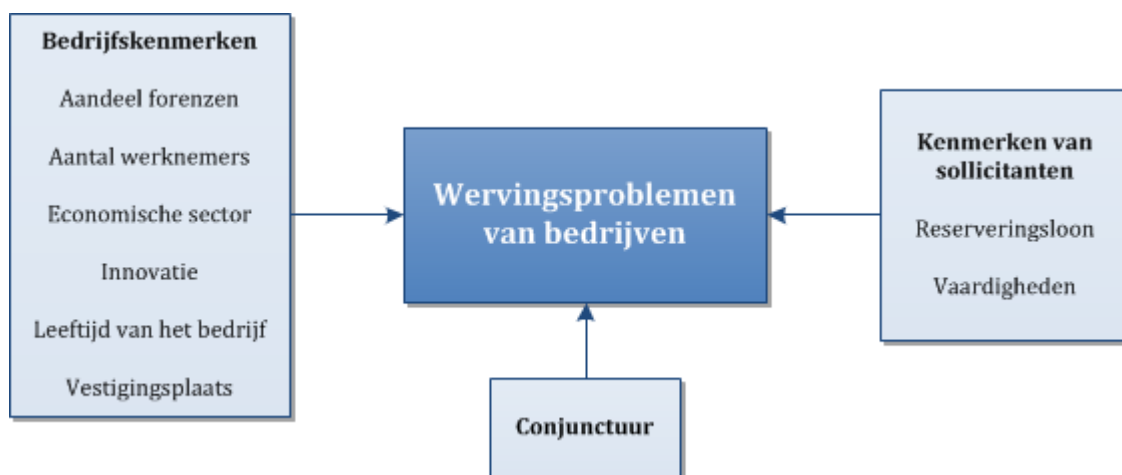 Bedrijfskenmerken
Aandeel forenzen
Aantal werknemers
Economische sector
Innovatie
Leeftijd van het bedrijf
Vestigingsplaats
Wervingsproblemen
van bedrijven
Kenmerken van
sollicitanten
Reserveringsloon
Vaardigheden
Conjunctuur